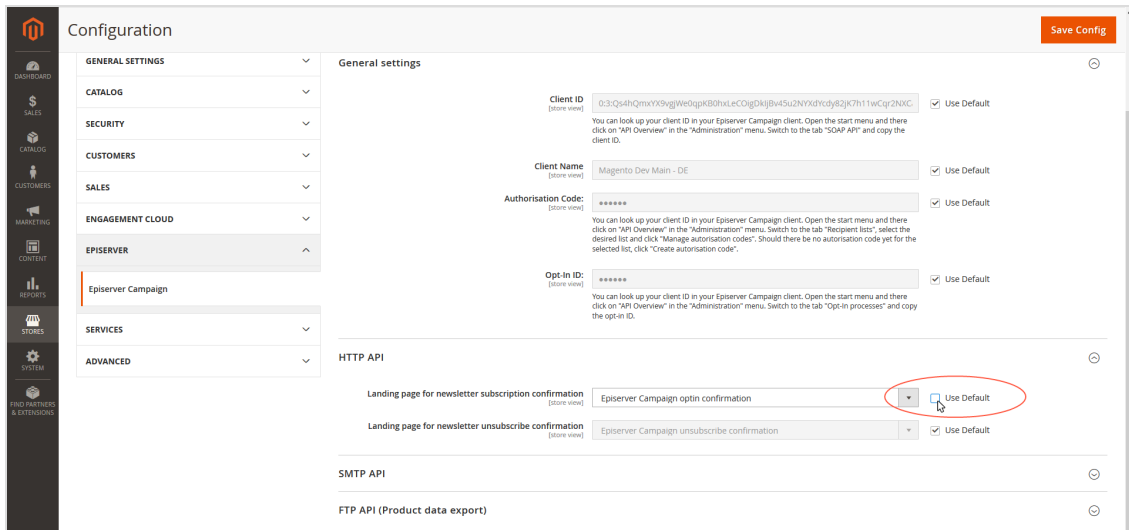 Configuration
Save Config
DASHBOARD
SALES
CATALOG
CUSTOMERS
MARKETING
CONTENT
REPORTS
STORES
SYSTEM
FIND PARTNERS
& EXTENSIONS
GENERAL SETTINGS
CATALOG
SECURITY
CUSTOMERS
SALES
ENGAGEMENT CLOUD
EPISERVER
Episerver Campaign
SERVICES
ADVANCED
General settings
Client ID
[store view]
Use Default
You can look up your client ID in your Episerver Campaign client. Open the start menu and there
click on "API Overview" in the "Administration" menu. Switch to the tab "SOAP API" and copy the
client ID.
Client Name
[store view]
Magento Dev Main - DE
Use Default
Authorisation Code:
[store view]
••••••
Use Default
You can look up your client ID in your Episerver Campaign client. Open the start menu and there
click on "API Overview" in the "Administration" menu. Switch to the tab "Recipient lists", select the
desired list and click "Manage autorisation codes". Should there be no autorisation code yet for the
selected list, click "Create autorisation code".
Opt-In ID:
[store view]
••••••
Use Default
You can look up your client ID in your Episerver Campaign client. Open the start menu and there
click on "API Overview" in the "Administration" menu. Switch to the tab "Opt-In processes" and copy
the opt-in ID.
HTTP API
Landing page for newsletter subscription confirmation
[store view]
Episerver Campaign optin confirmation
Use Default
Landing page for newsletter unsubscribe confirmation
[store view]
Episerver Campaign unsubscribe confirmation
Use Default
SMTP API
FTP API (Product data export)